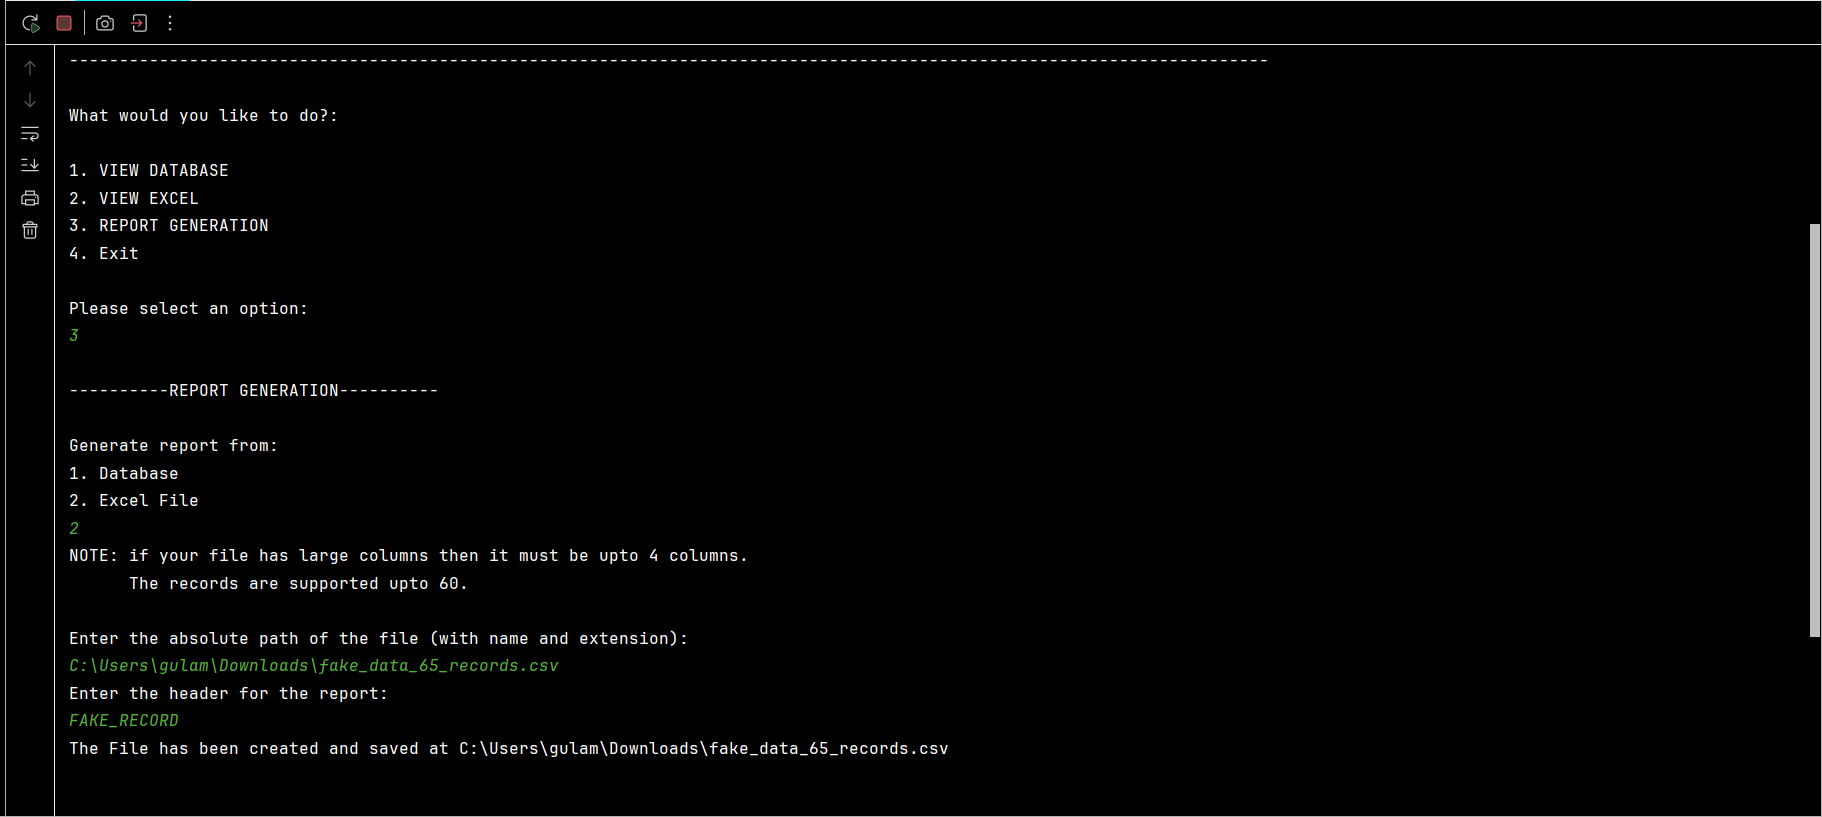 ------------------------------------------------------------------------------------------------------------------------
What would you like to do?:
1. VIEW DATABASE
2. VIEW EXCEL
3. REPORT GENERATION
4. Exit
Please select an option:
3
----------REPORT GENERATION----------
Generate report from:
1. Database
2. Excel File
2
NOTE: if your file has large columns then it must be upto 4 columns.
The records are supported upto 60.
Enter the absolute path of the file (with name and extension):
C:\Users\gulam\Downloads\fake_data_65_records.csv
Enter the header for the report:
FAKE_RECORD
The File has been created and saved at C:\Users\gulam\Downloads\fake_data_65_records.csv